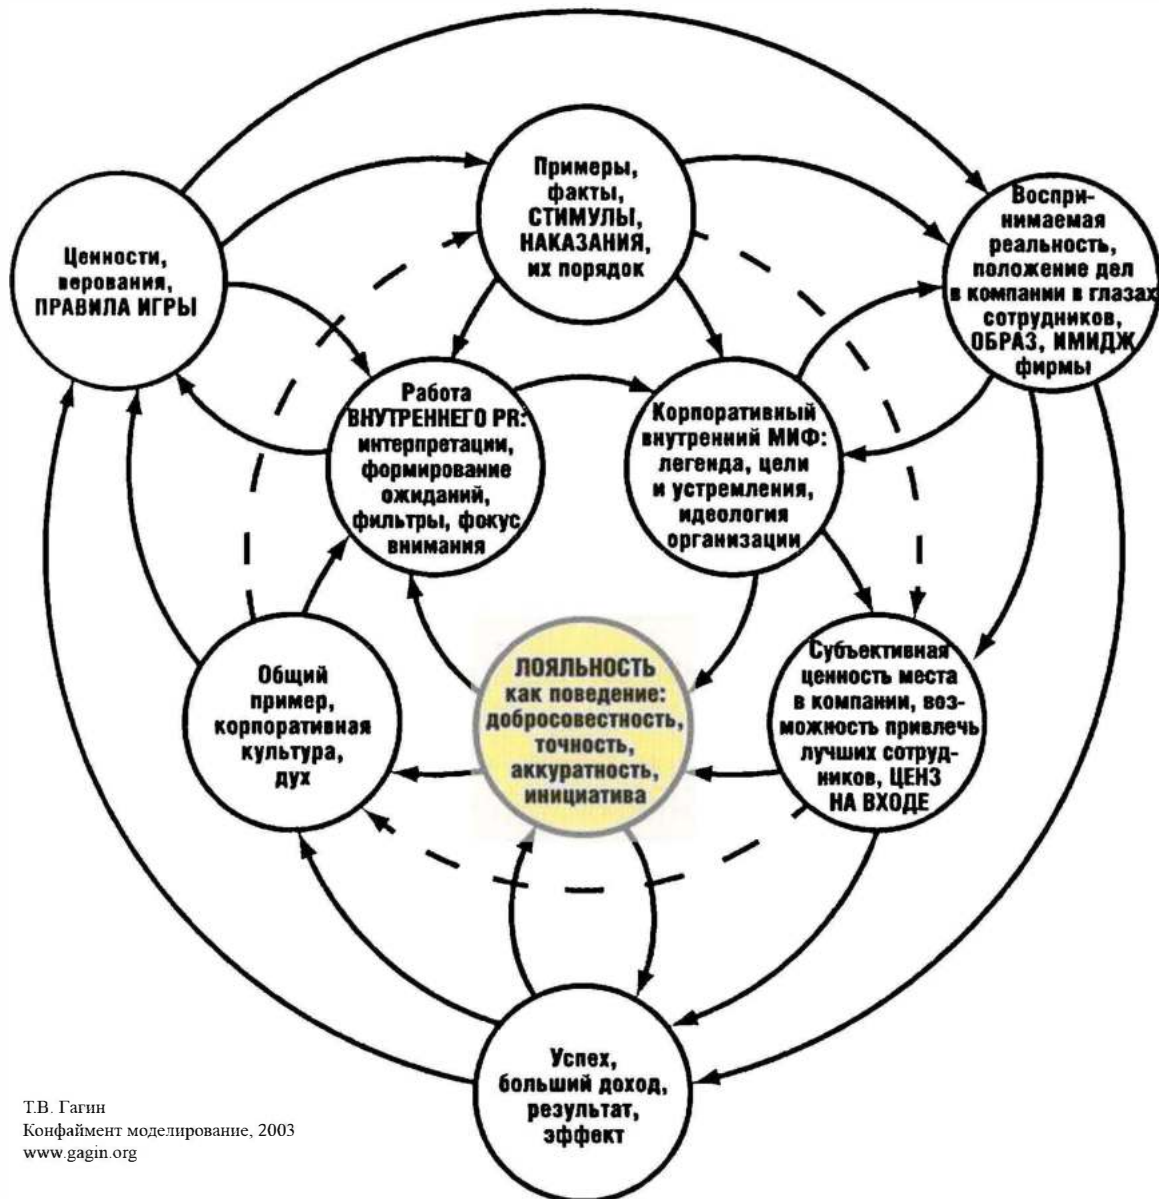 Примеры,
факты,
СТИМУЛЫ,
НАКАЗАНИЯ,
их порядок
Ценности,
верования,
ПРАВИЛА ИГРЫ
Воспри-
нимаемая
реальность,
положение дел
в компании в глазах
сотрудников,
ОБРАЗ, ИМИДЖ
фирмы
Работа
ВНУТРЕННЕГО PR:
интерпретации,
формирование
ожиданий,
фильтры, фокус
внимания
Корпоративный
внутренний МИФ:
легенда, цели
и устремления,
идеология
организации
Общий
пример,
корпоративная
культура,
дух
ЛОЯЛЬНОСТЬ
как поведение:
добросовестность,
точность,
аккуратность,
инициатива
Субъективная
ценность места
в компании, воз-
можность привлечь
лучших сотруд-
ников, ЦЕНЗ
НА ВХОДЕ
Успех,
больший доход,
результат,
эффект
Т.В. Гагин
Конфаймент моделирование, 2003
www.gagin.org